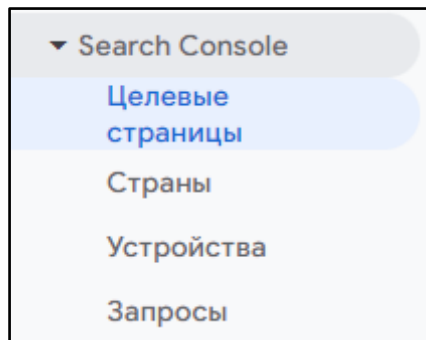 Search Console
Целевые
страницы
Страны
Устройства
Запросы